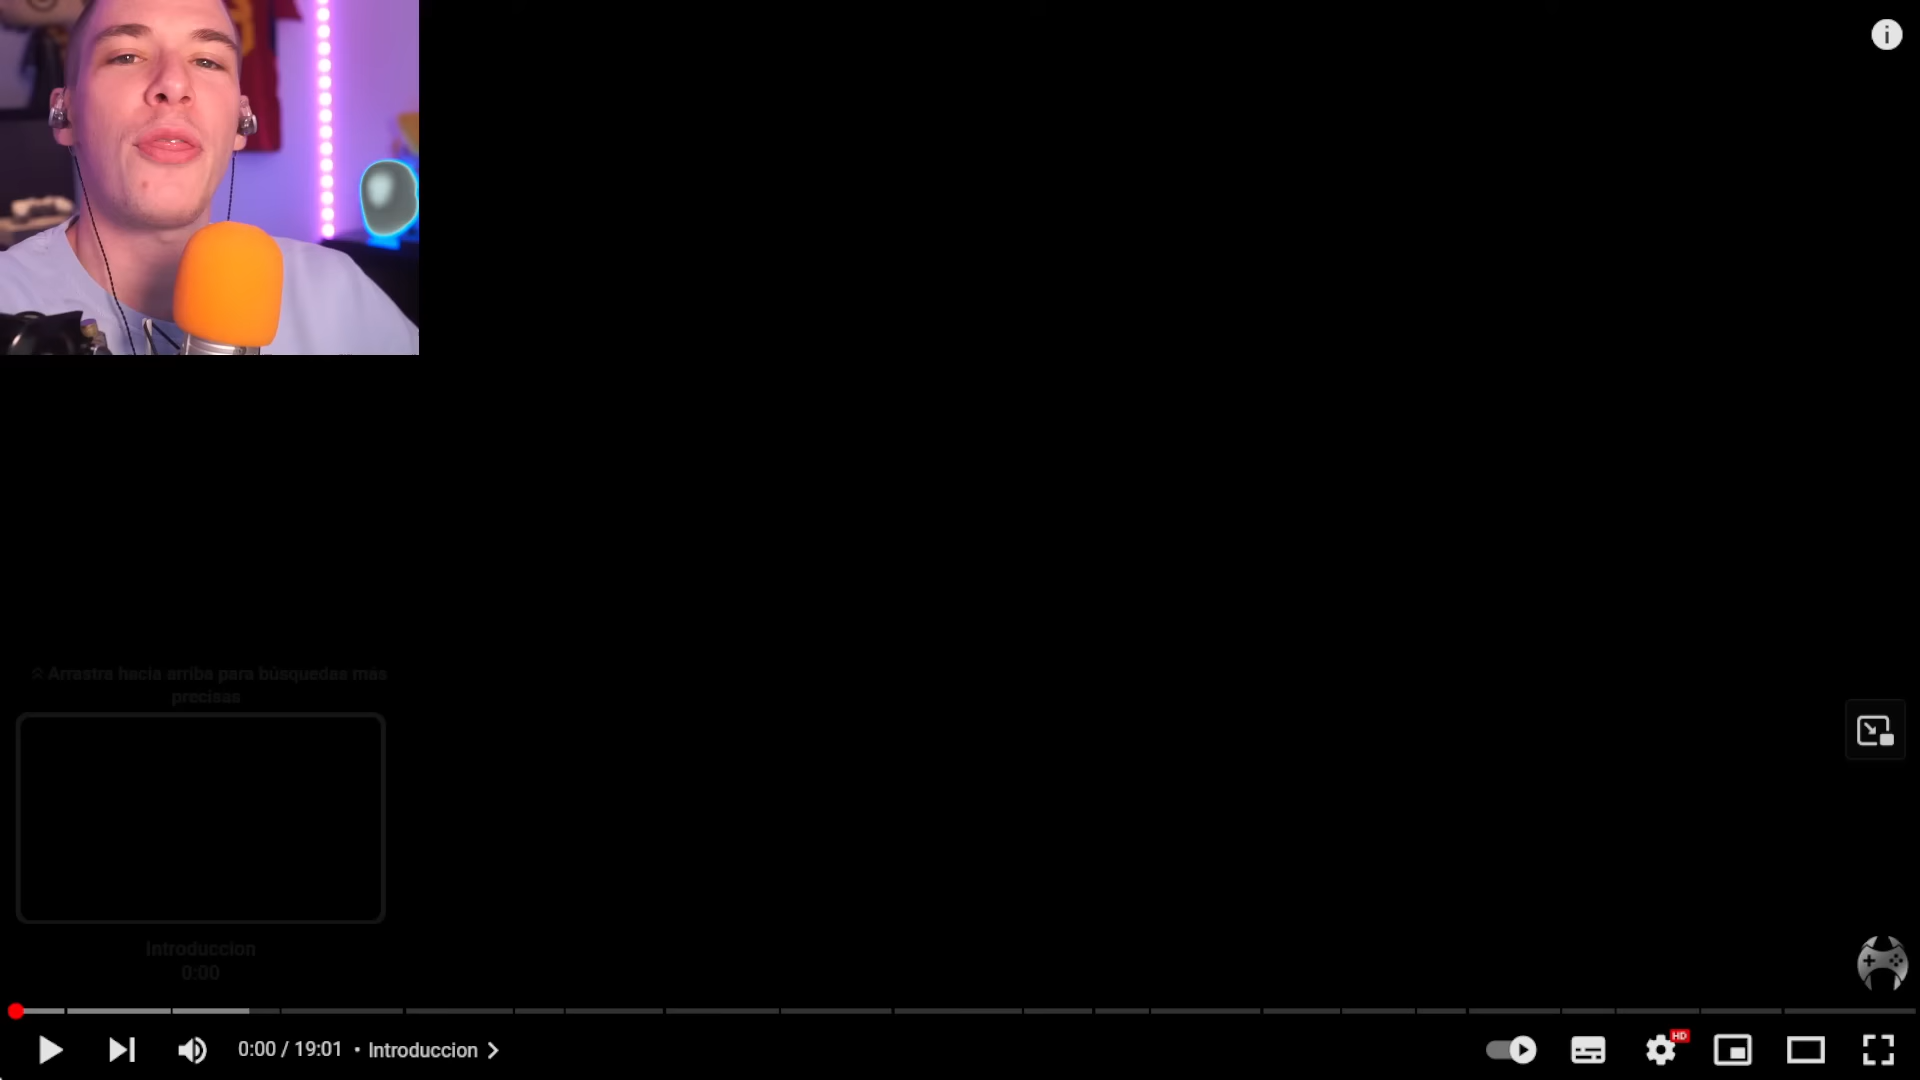 Arrastra hacia arriba para búsquedas más
precisas
Introduccion
0:00
0:00 / 19:01 • Introduccion
HD